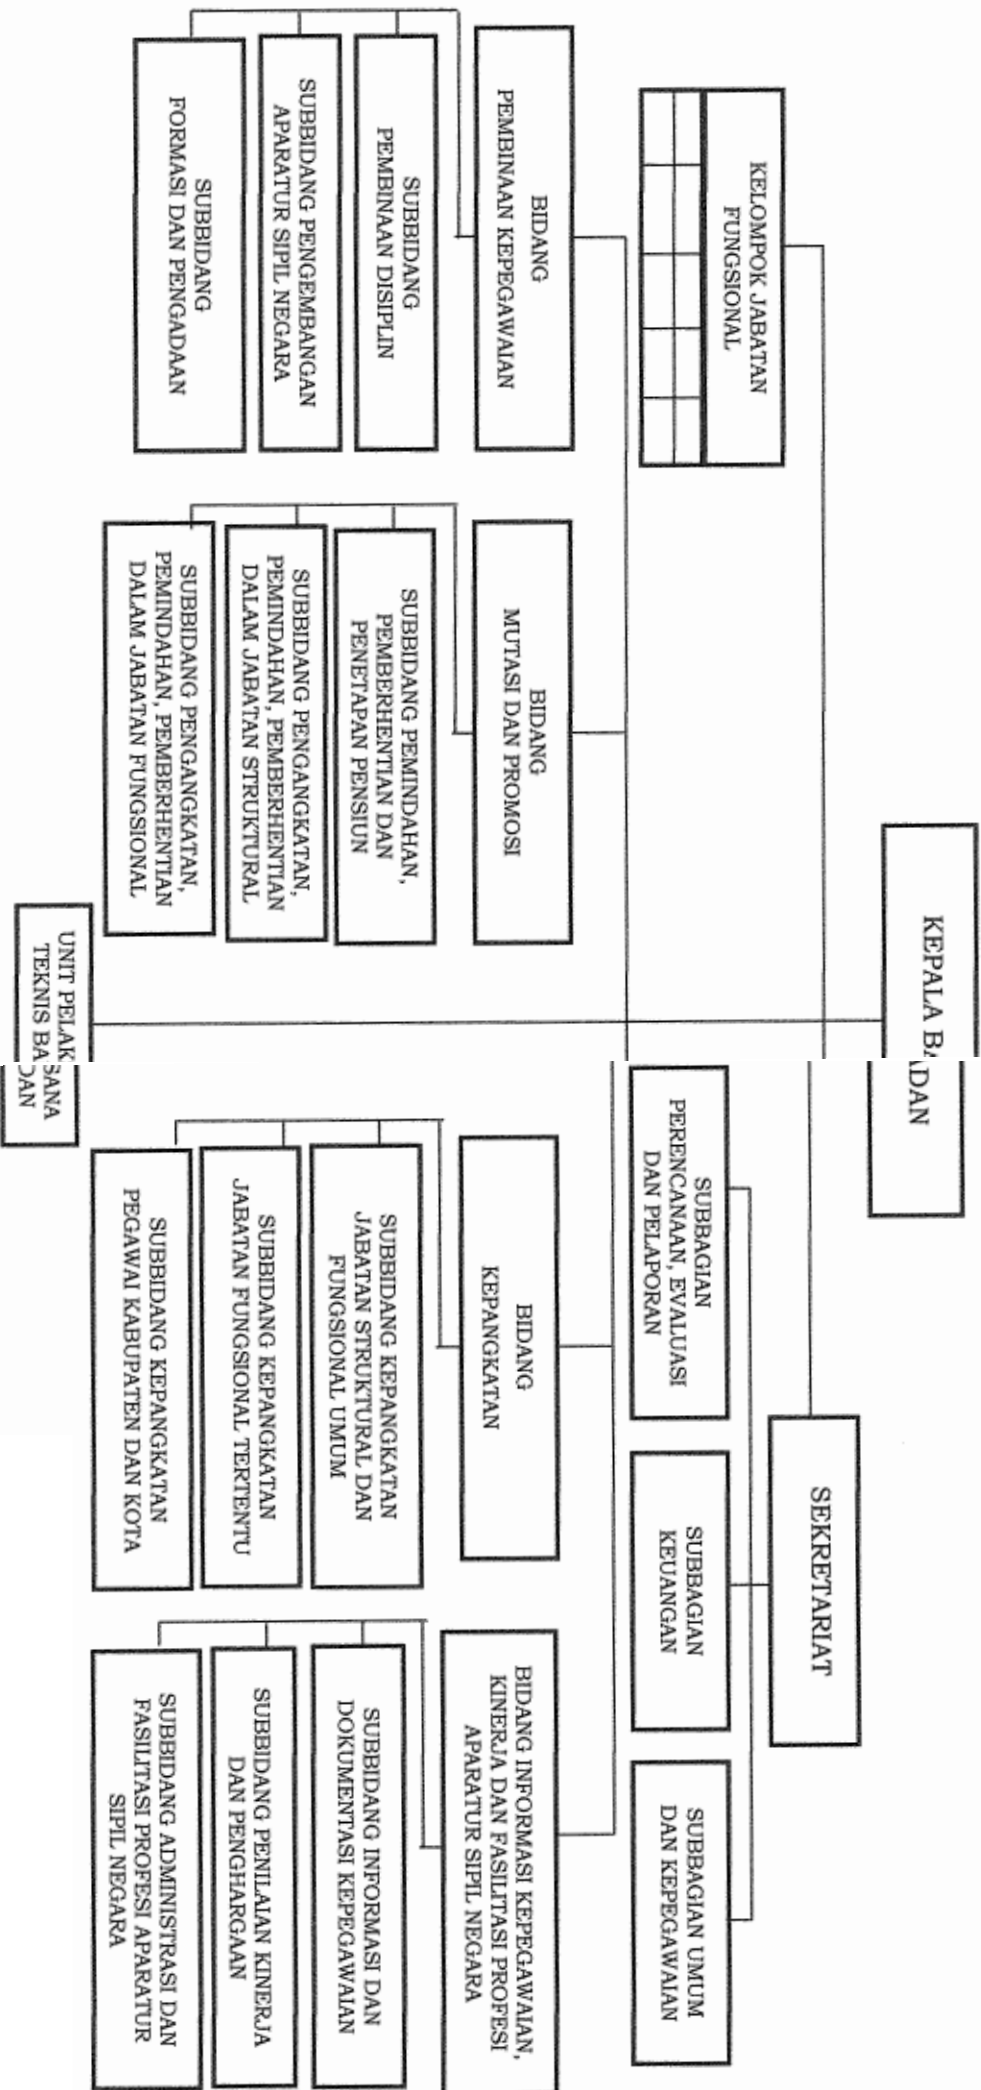 KEPALA BADAN
KELOMPOK JABATAN
FUNGSIONAL
SEKRETARIAT
SUBBAGIAN
PERENCANAAN, EVALUASI
DAN PELAPORAN
SUBBAGIAN
KEUANGAN
SUBBAGIAN UMUM
DAN KEPEGAWAIAN
BIDANG
PEMBINAAN KEPEGAWAIAN
SUBBIDANG
PEMBINAAN DISIPLIN
SUBBIDANG PENGEMBANGAN
APARATUR SIPIL NEGARA
SUBBIDANG
FORMASI DAN PENGADAAN
BIDANG
MUTASI DAN PROMOSI
SUBBIDANG PEMINDAHAN,
PEMBERHENTIAN DAN
PENETAPAN PENSIUN
SUBBIDANG PENGANGKATAN,
PEMINDAHAN, PEMBERHENTIAN
DALAM JABATAN STRUKTURAL
SUBBIDANG PENGANGKATAN,
PEMINDAHAN, PEMBERHENTIAN
DALAM JABATAN FUNGSIONAL
BIDANG
KEPANGKATAN
SUBBIDANG KEPANGKATAN
JABATAN STRUKTURAL DAN
FUNGSIONAL UMUM
SUBBIDANG KEPANGKATAN
JABATAN FUNGSIONAL TERTENTU
SUBBIDANG KEPANGKATAN
PEGAWAI KABUPATEN DAN KOTA
BIDANG INFORMASI KEPEGAWAIAN,
KINERJA DAN FASILITASI PROFESI
APARATUR SIPIL NEGARA
SUBBIDANG INFORMASI DAN
DOKUMENTASI KEPEGAWAIAN
SUBBIDANG PENILAIAN KINERJA
DAN PENGHARGAAN
SUBBIDANG ADMINISTRASI DAN
FASILITASI PROFESI APARATUR
SIPIL NEGARA
UNIT PELAKSANA
TEKNIS BADAN